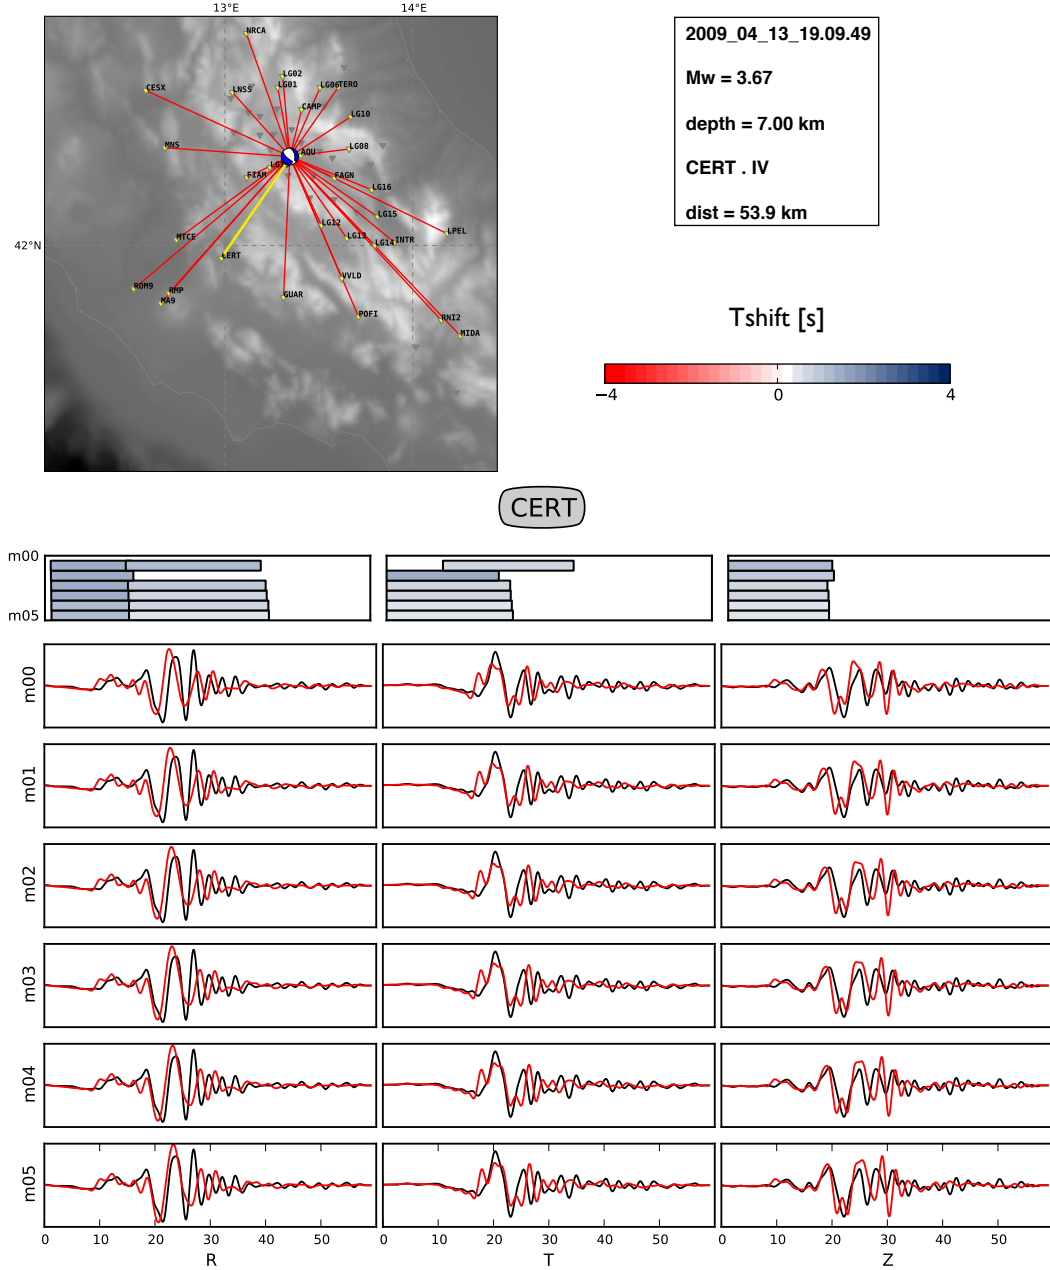 13°E 14°E
NRCA
LG02
CESX LNSS LG01 LG06 TERO
CAMP
LG10
MNS AQU LG08
LG
FIAM FAGN
LG16
LG15
LG12 LPEL
MTCE LG13 INTR
LG14
42°N
CERT
VVLD
ROM9 RMP GUAR
MA9
POFI RNI2
MIDA
2009_04_13_19.09.49
Mw = 3.67
depth = 7.00 km
CERT . IV
dist = 53.9 km
Tshift [s]
−4 0 4
CERT
m00
m05
m00
m01
m02
m03
m04
m05
0 10 20 30 40 50 0 10 20 30 40 50 0 10 20 30 40 50
R T Z